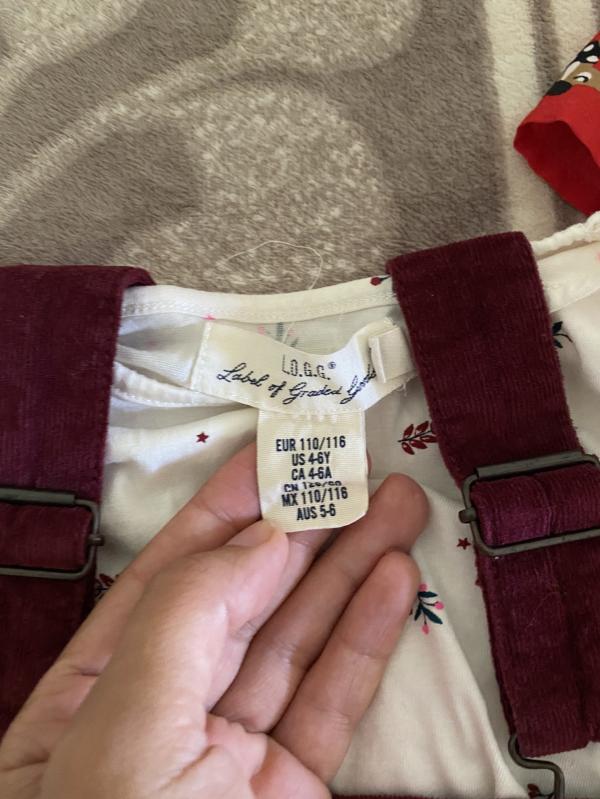 L.O.G.G.®
Label of Graded Goods
EUR 110/116
US 4-6Y
CA 4-6A
CN
MX 110/116
AUS 5-6